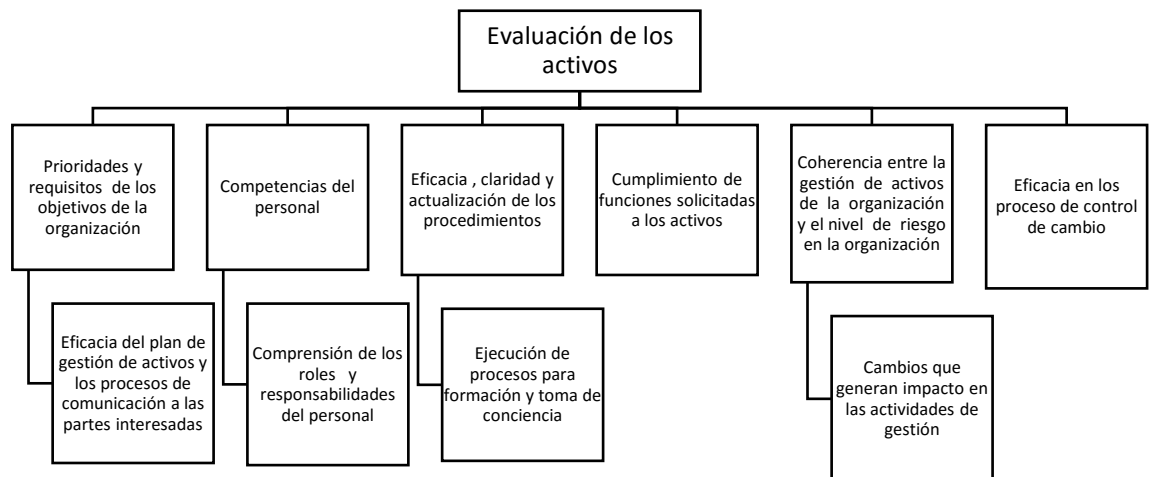 Evaluación de los
activos
Prioridades y
requisitos de los
objetivos de la
organización
Competencias del
personal
Eficacia , claridad y
actualización de los
procedimientos
Cumplimiento de
funciones solicitadas
a los activos
Coherencia entre la
gestión de activos
de la organización
y el nivel de riesgo
en la organización
Eficacia en los
proceso de control
de cambio
Eficacia del plan de
gestión de activos y
los procesos de
comunicación a las
partes interesadas
Comprensión de los
roles y
responsabilidades
del personal
Ejecución de
procesos para
formación y toma de
conciencia
Cambios que
generan impacto en
las actividades de
gestión